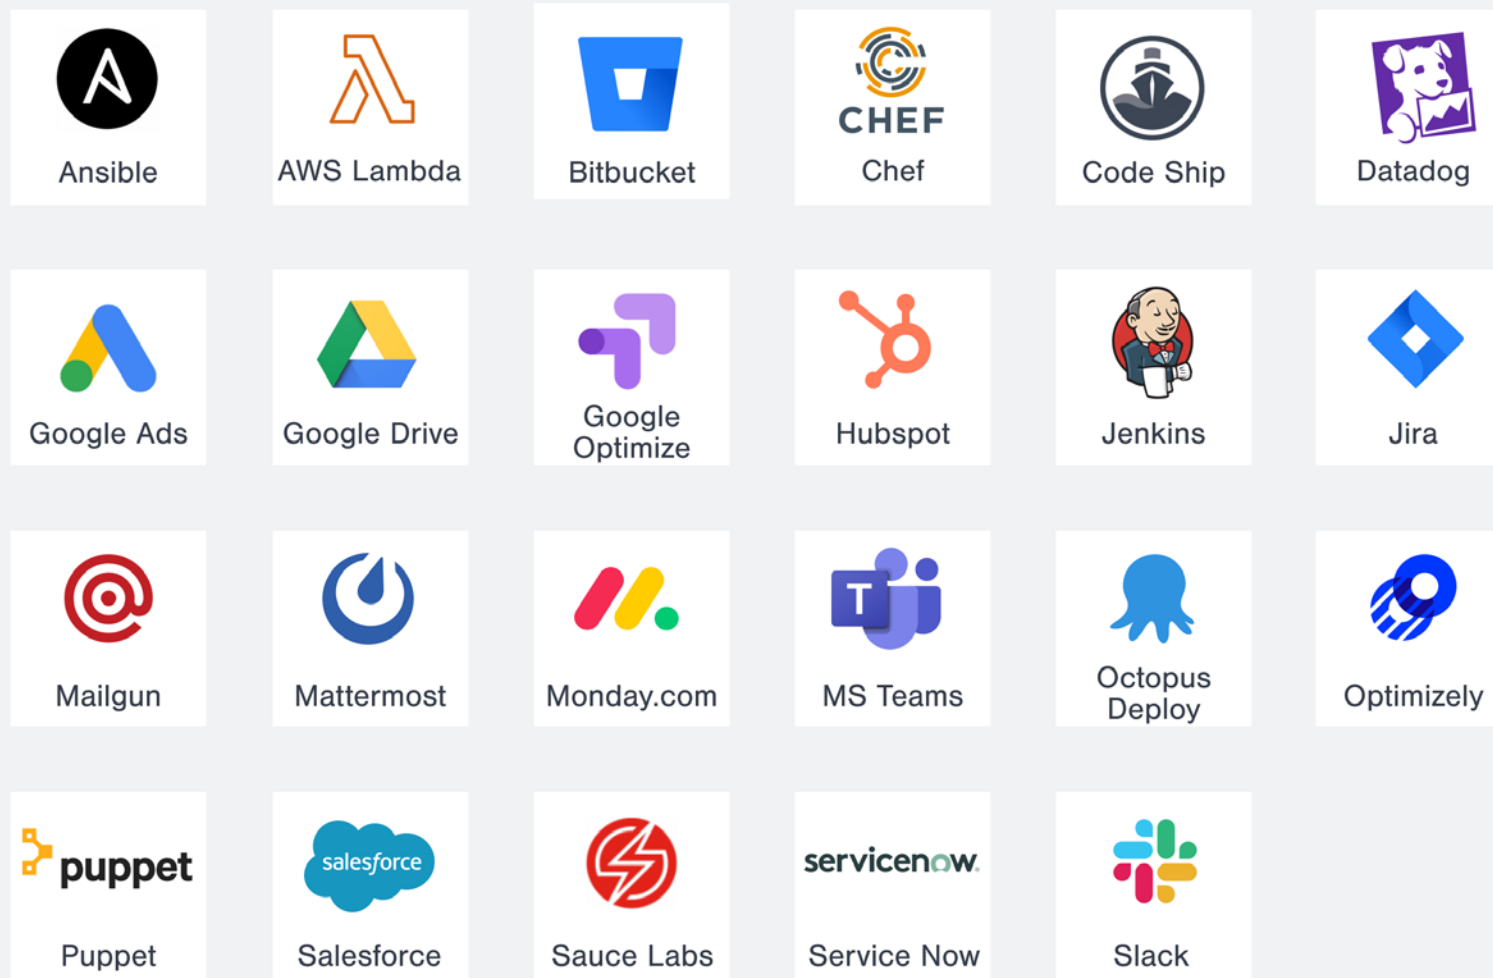 A
CHEF
Ansible
AWS Lambda
Bitbucket
Chef
Code Ship
Datadog
Google Ads
Google Drive
Google
Optimize
Hubspot
Jenkins
Jira
T
Mailgun
Mattermost
Monday.com
MS Teams
Octopus
Deploy
Optimizely
puppet
salesforce
servicenow.
Puppet
Salesforce
Sauce Labs
Service Now
Slack